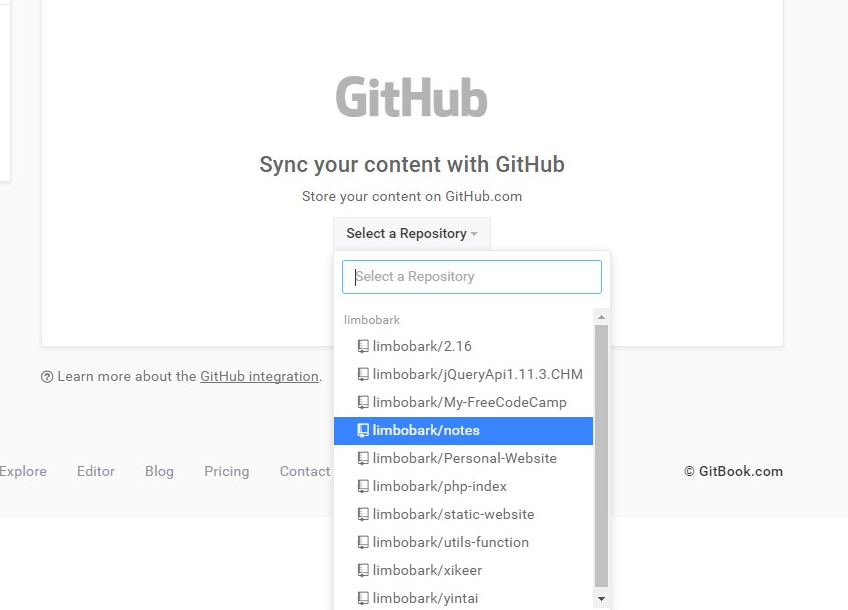 GitHub
Sync your content with GitHub
Store your content on GitHub.com
Select a Repository
Select a Repository
limbobark
limbobark/2.16
limbobark/jQueryApi1.11.3.CHM
limbobark/My-FreeCodeCamp
limbobark/notes
limbobark/Personal-Website
limbobark/php-index
limbobark/static-website
limbobark/utils-function
limbobark/xikeer
limbobark/yintai
Learn more about the GitHub integration.
Explore Editor Blog Pricing Contact © GitBook.com